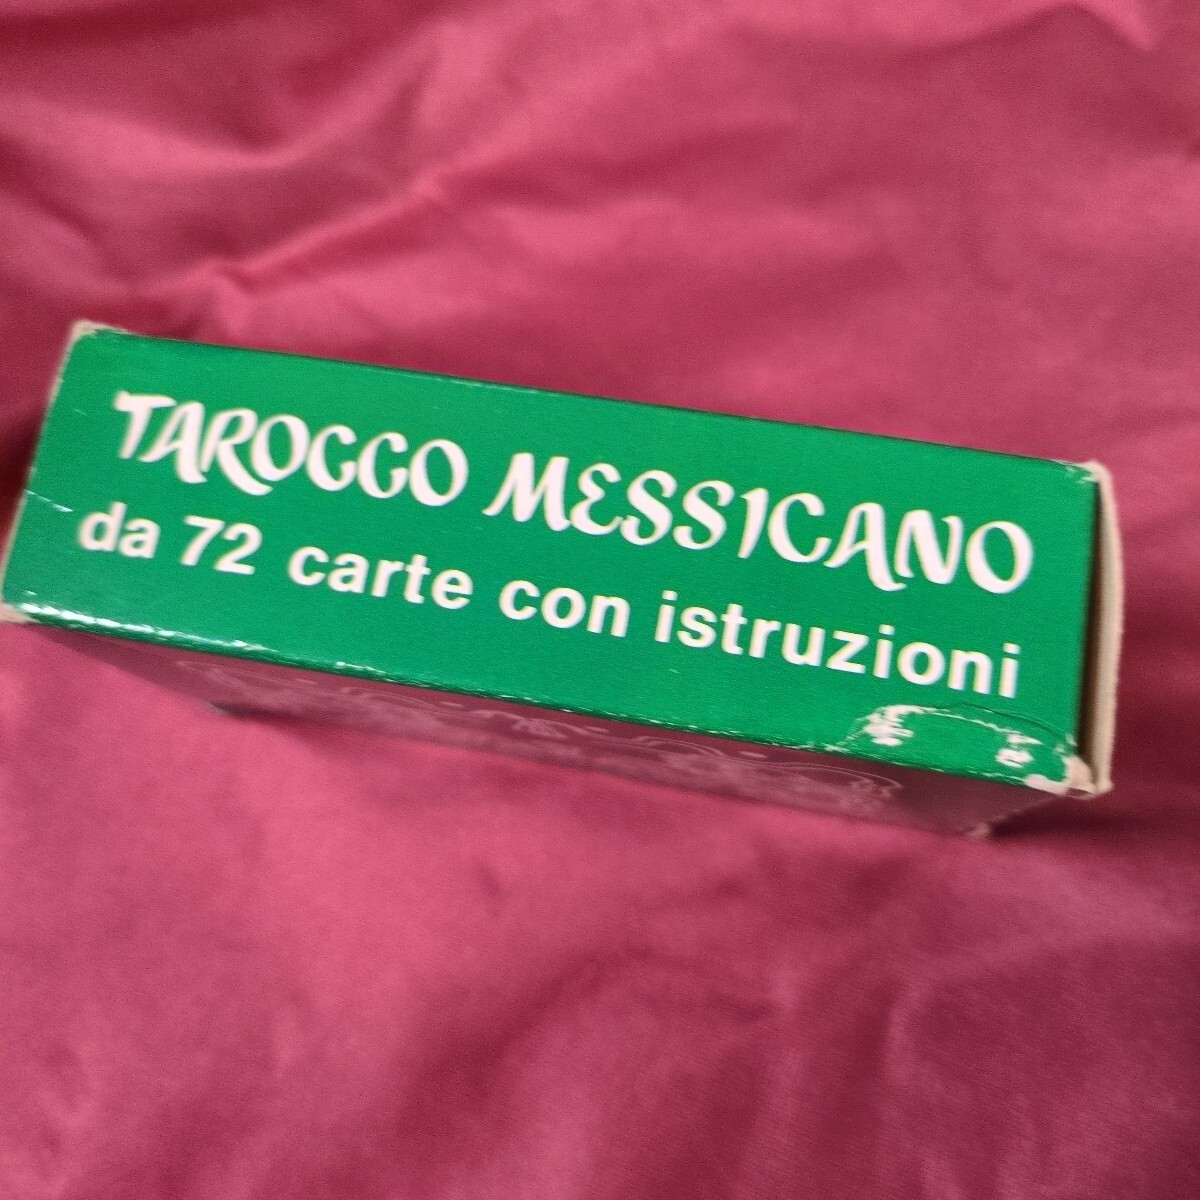 TAROCCO MESSICANO
da 72 carte con istruzioni